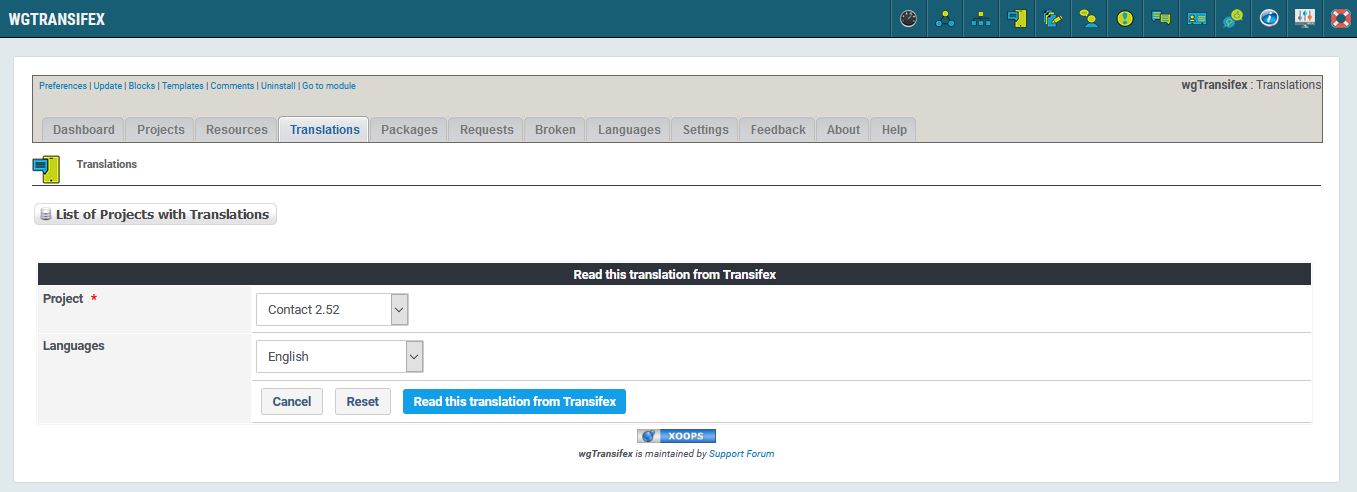 WGTRANSIFEX
Preferences | Update | Blocks | Templates | Comments | Uninstall | Go to module
wgTransifex : Translations
Dashboard Projects Resources Translations Packages Requests Broken Languages Settings Feedback About Help
Translations
List of Projects with Translations
Read this translation from Transifex
Project *
Contact 2.52
Languages
English
Cancel Reset Read this translation from Transifex
XOOPS
wgTransifex is maintained by Support Forum